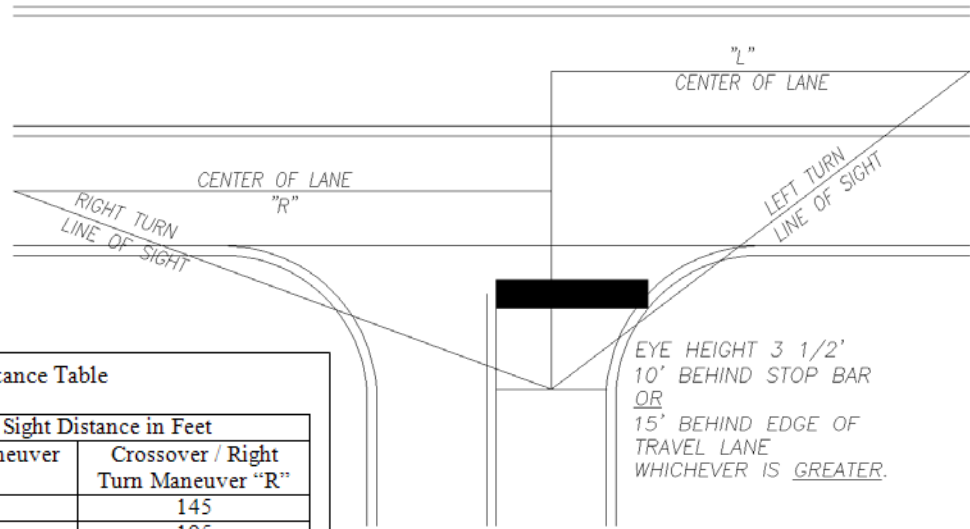 "L"
CENTER OF LANE
CENTER OF LANE
"R"
RIGHT TURN
LINE OF SIGHT
LEFT TURN
LINE OF SIGHT
EYE HEIGHT 3 1/2'
10' BEHIND STOP BAR
OR
15' BEHIND EDGE OF
TRAVEL LANE
WHICHEVER IS GREATER.
tance Table
Sight Distance in Feet
neuver
Crossover / Right
Turn Maneuver “R”
145